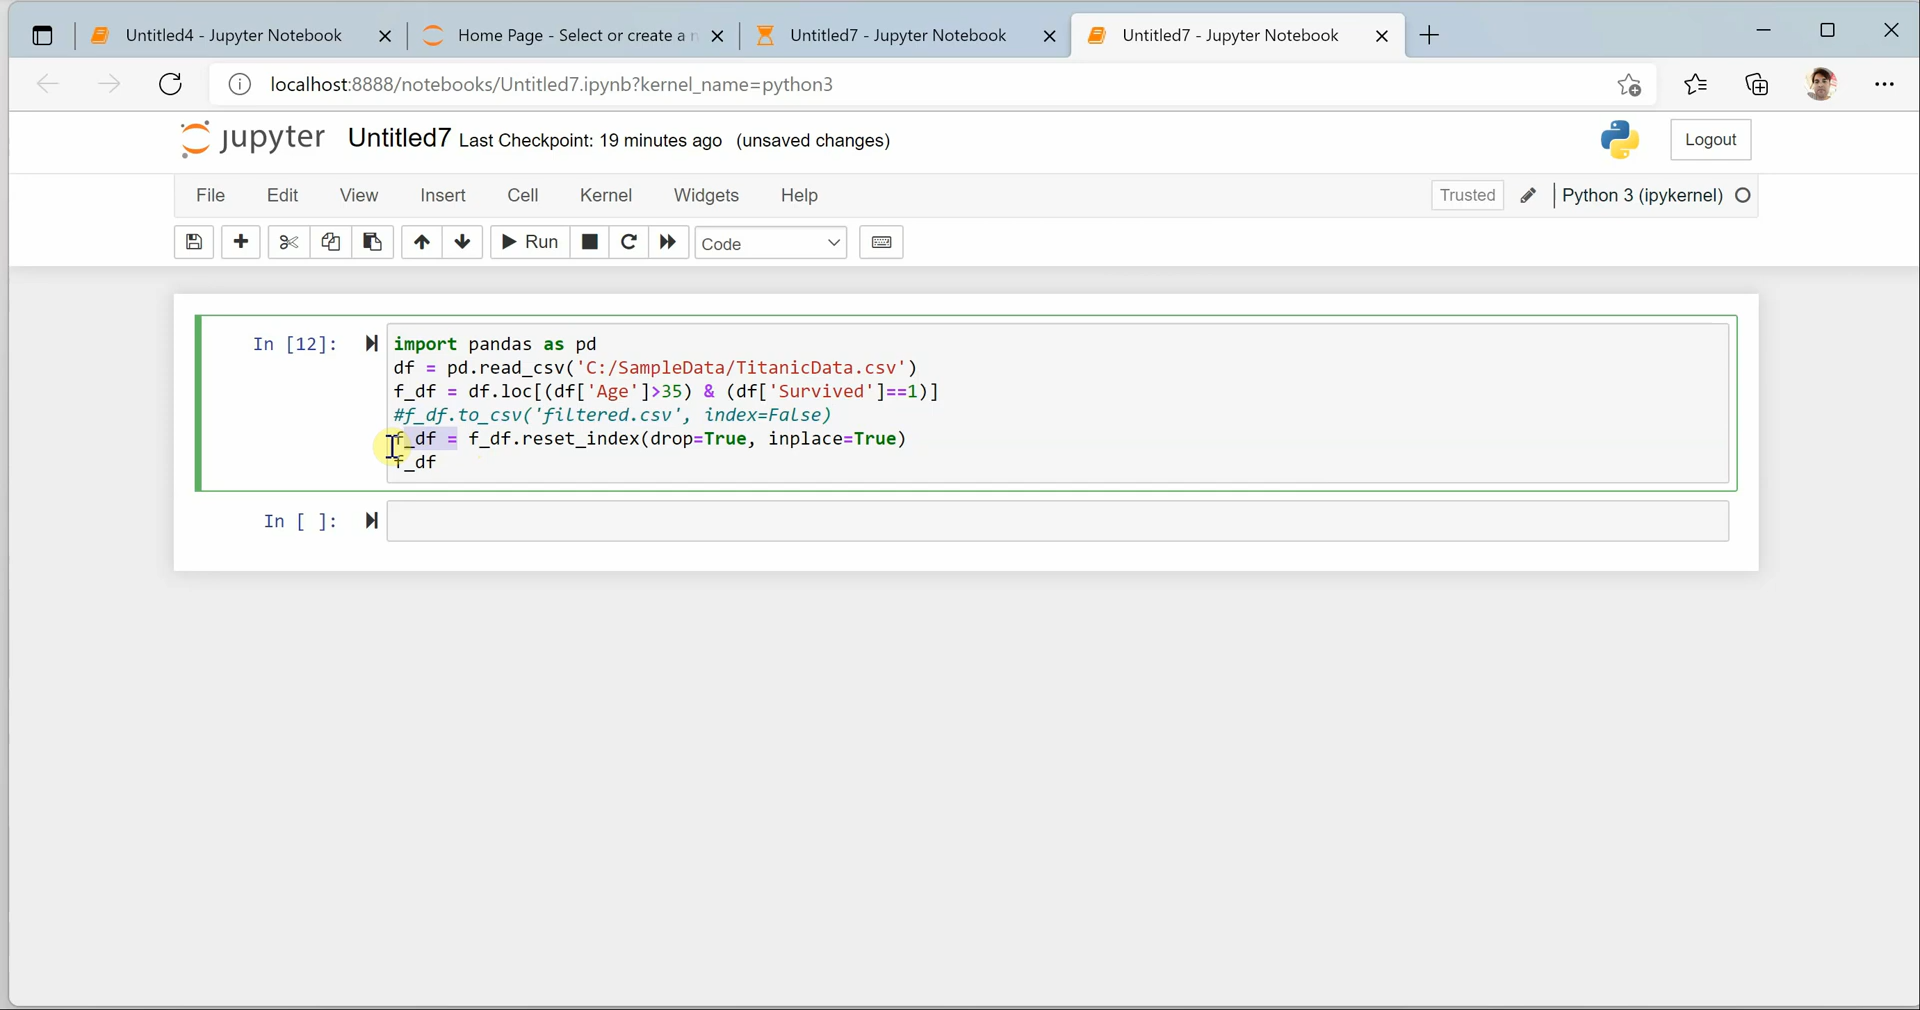 Untitled4 - Jupyter Notebook
Home Page - Select or create a n
Untitled7 - Jupyter Notebook
Untitled7 - Jupyter Notebook
localhost:8888/notebooks/Untitled7.ipynb?kernel_name=python3
jupyter Untitled7 Last Checkpoint: 19 minutes ago (unsaved changes)
Logout
File Edit View Insert Cell Kernel Widgets Help
Trusted
Python 3 (ipykernel)
Run
Code
In [12]:
import pandas as pd
df = pd.read_csv('C:/SampleData/TitanicData.csv')
f_df = df.loc[(df['Age']>35) & (df['Survived']==1)]
#f_df.to_csv('filtered.csv', index=False)
f_df = f_df.reset_index(drop=True, inplace=True)
f_df
In [ ]: